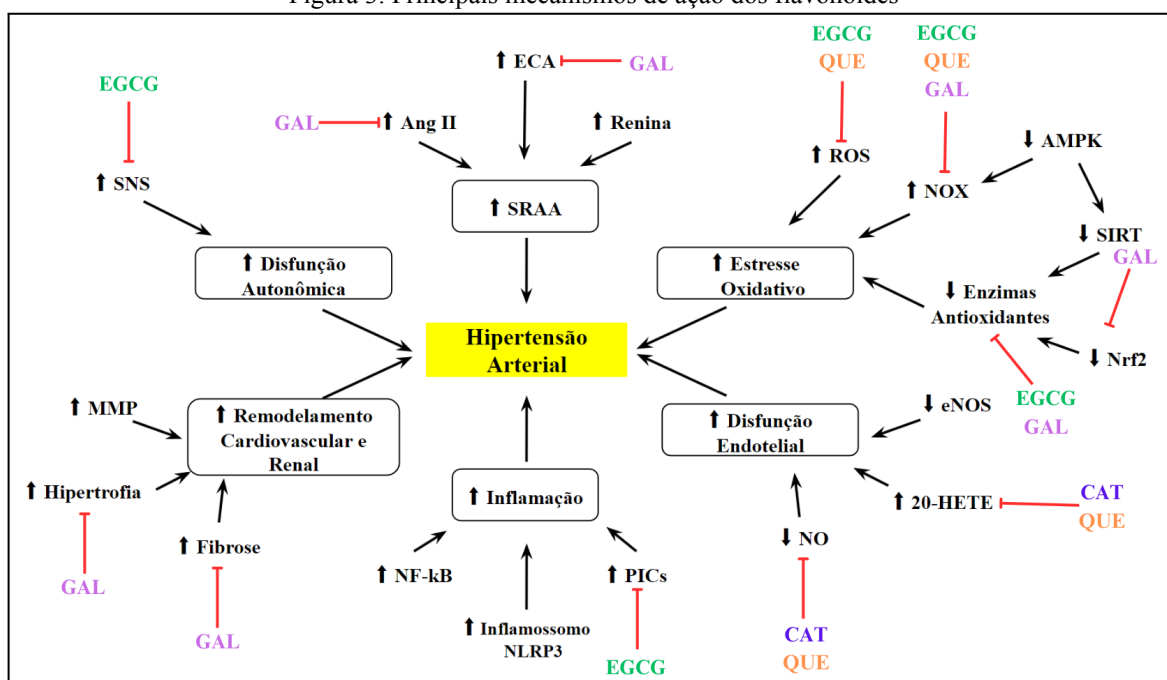 Figura 3. Principais mecanismos de ação dos flavonoides
EGCG
⬆ SNS
⬆ Disfunção
Autonômica
GAL
⬆ Ang II
⬆ ECA
GAL
⬆ Renina
⬆ SRAA
EGCG
QUE
⬆ ROS
EGCG
QUE
GAL
⬆ NOX
⬇ AMPK
⬇ SIRT
GAL
⬆ Estresse
Oxidativo
⬇ Enzimas
Antioxidantes
⬇ Nrf2
EGCG
GAL
Hipertensão
Arterial
⬆ MMP
⬆ Remodelamento
Cardiovascular e
Renal
⬆ Hipertrofia
GAL
⬆ Fibrose
GAL
⬆ Inflamação
⬆ NF-kB
⬆ Inflamossomo
NLRP3
⬆ PICs
EGCG
⬆ Disfunção
Endotelial
⬇ eNOS
⬆ 20-HETE
CAT
QUE
⬇ NO
CAT
QUE